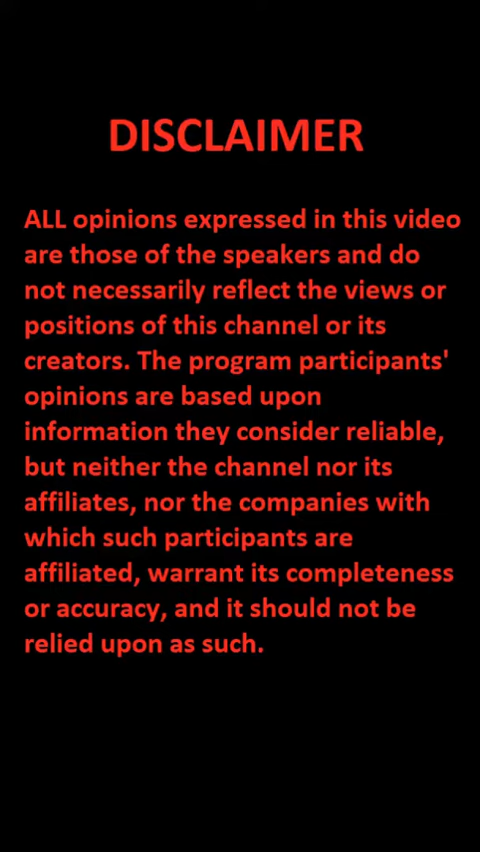 DISCLAIMER
ALL opinions expressed in this video
are those of the speakers and do
not necessarily reflect the views or
positions of this channel or its
creators. The program participants'
opinions are based upon
information they consider reliable,
but neither the channel nor its
affiliates, nor the companies with
which such participants are
affiliated, warrant its completeness
or accuracy, and it should not be
relied upon as such.